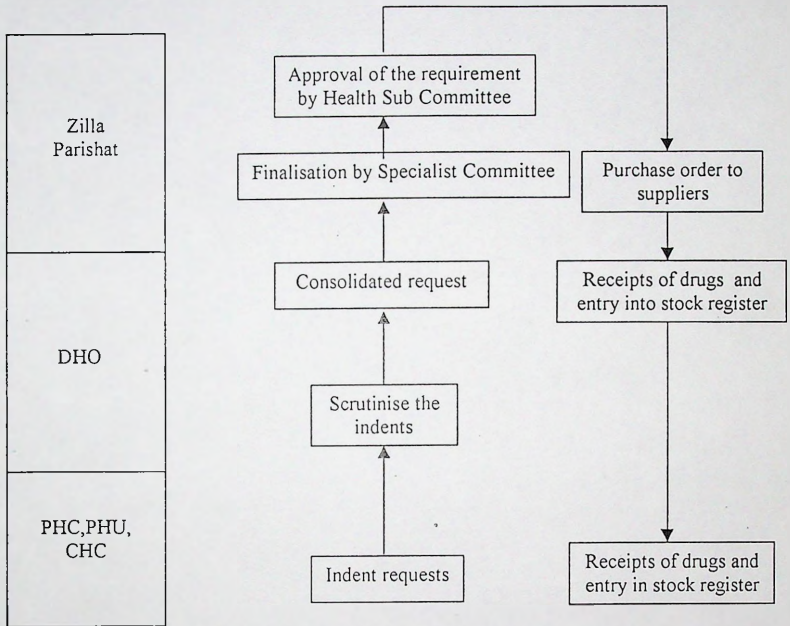 Zilla
Parishat
DHO
PHC,PHU,
CHC
Approval of the requirement
by Health Sub Committee
Finalisation by Specialist Committee
Consolidated request
Scrutinise the
indents
Indent requests
Purchase order to
suppliers
Receipts of drugs and
entry into stock register
Receipts of drugs and
entry in stock register